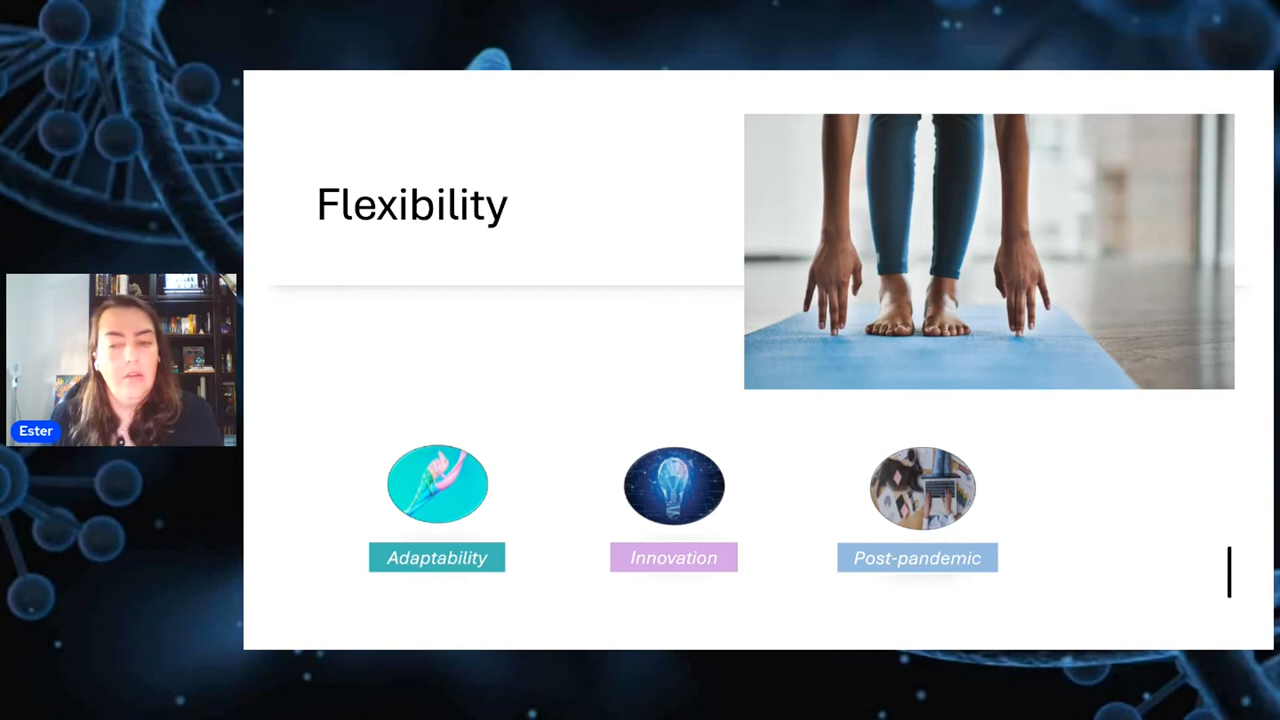 Flexibility
Ester
Adaptability
Innovation
Post-pandemic